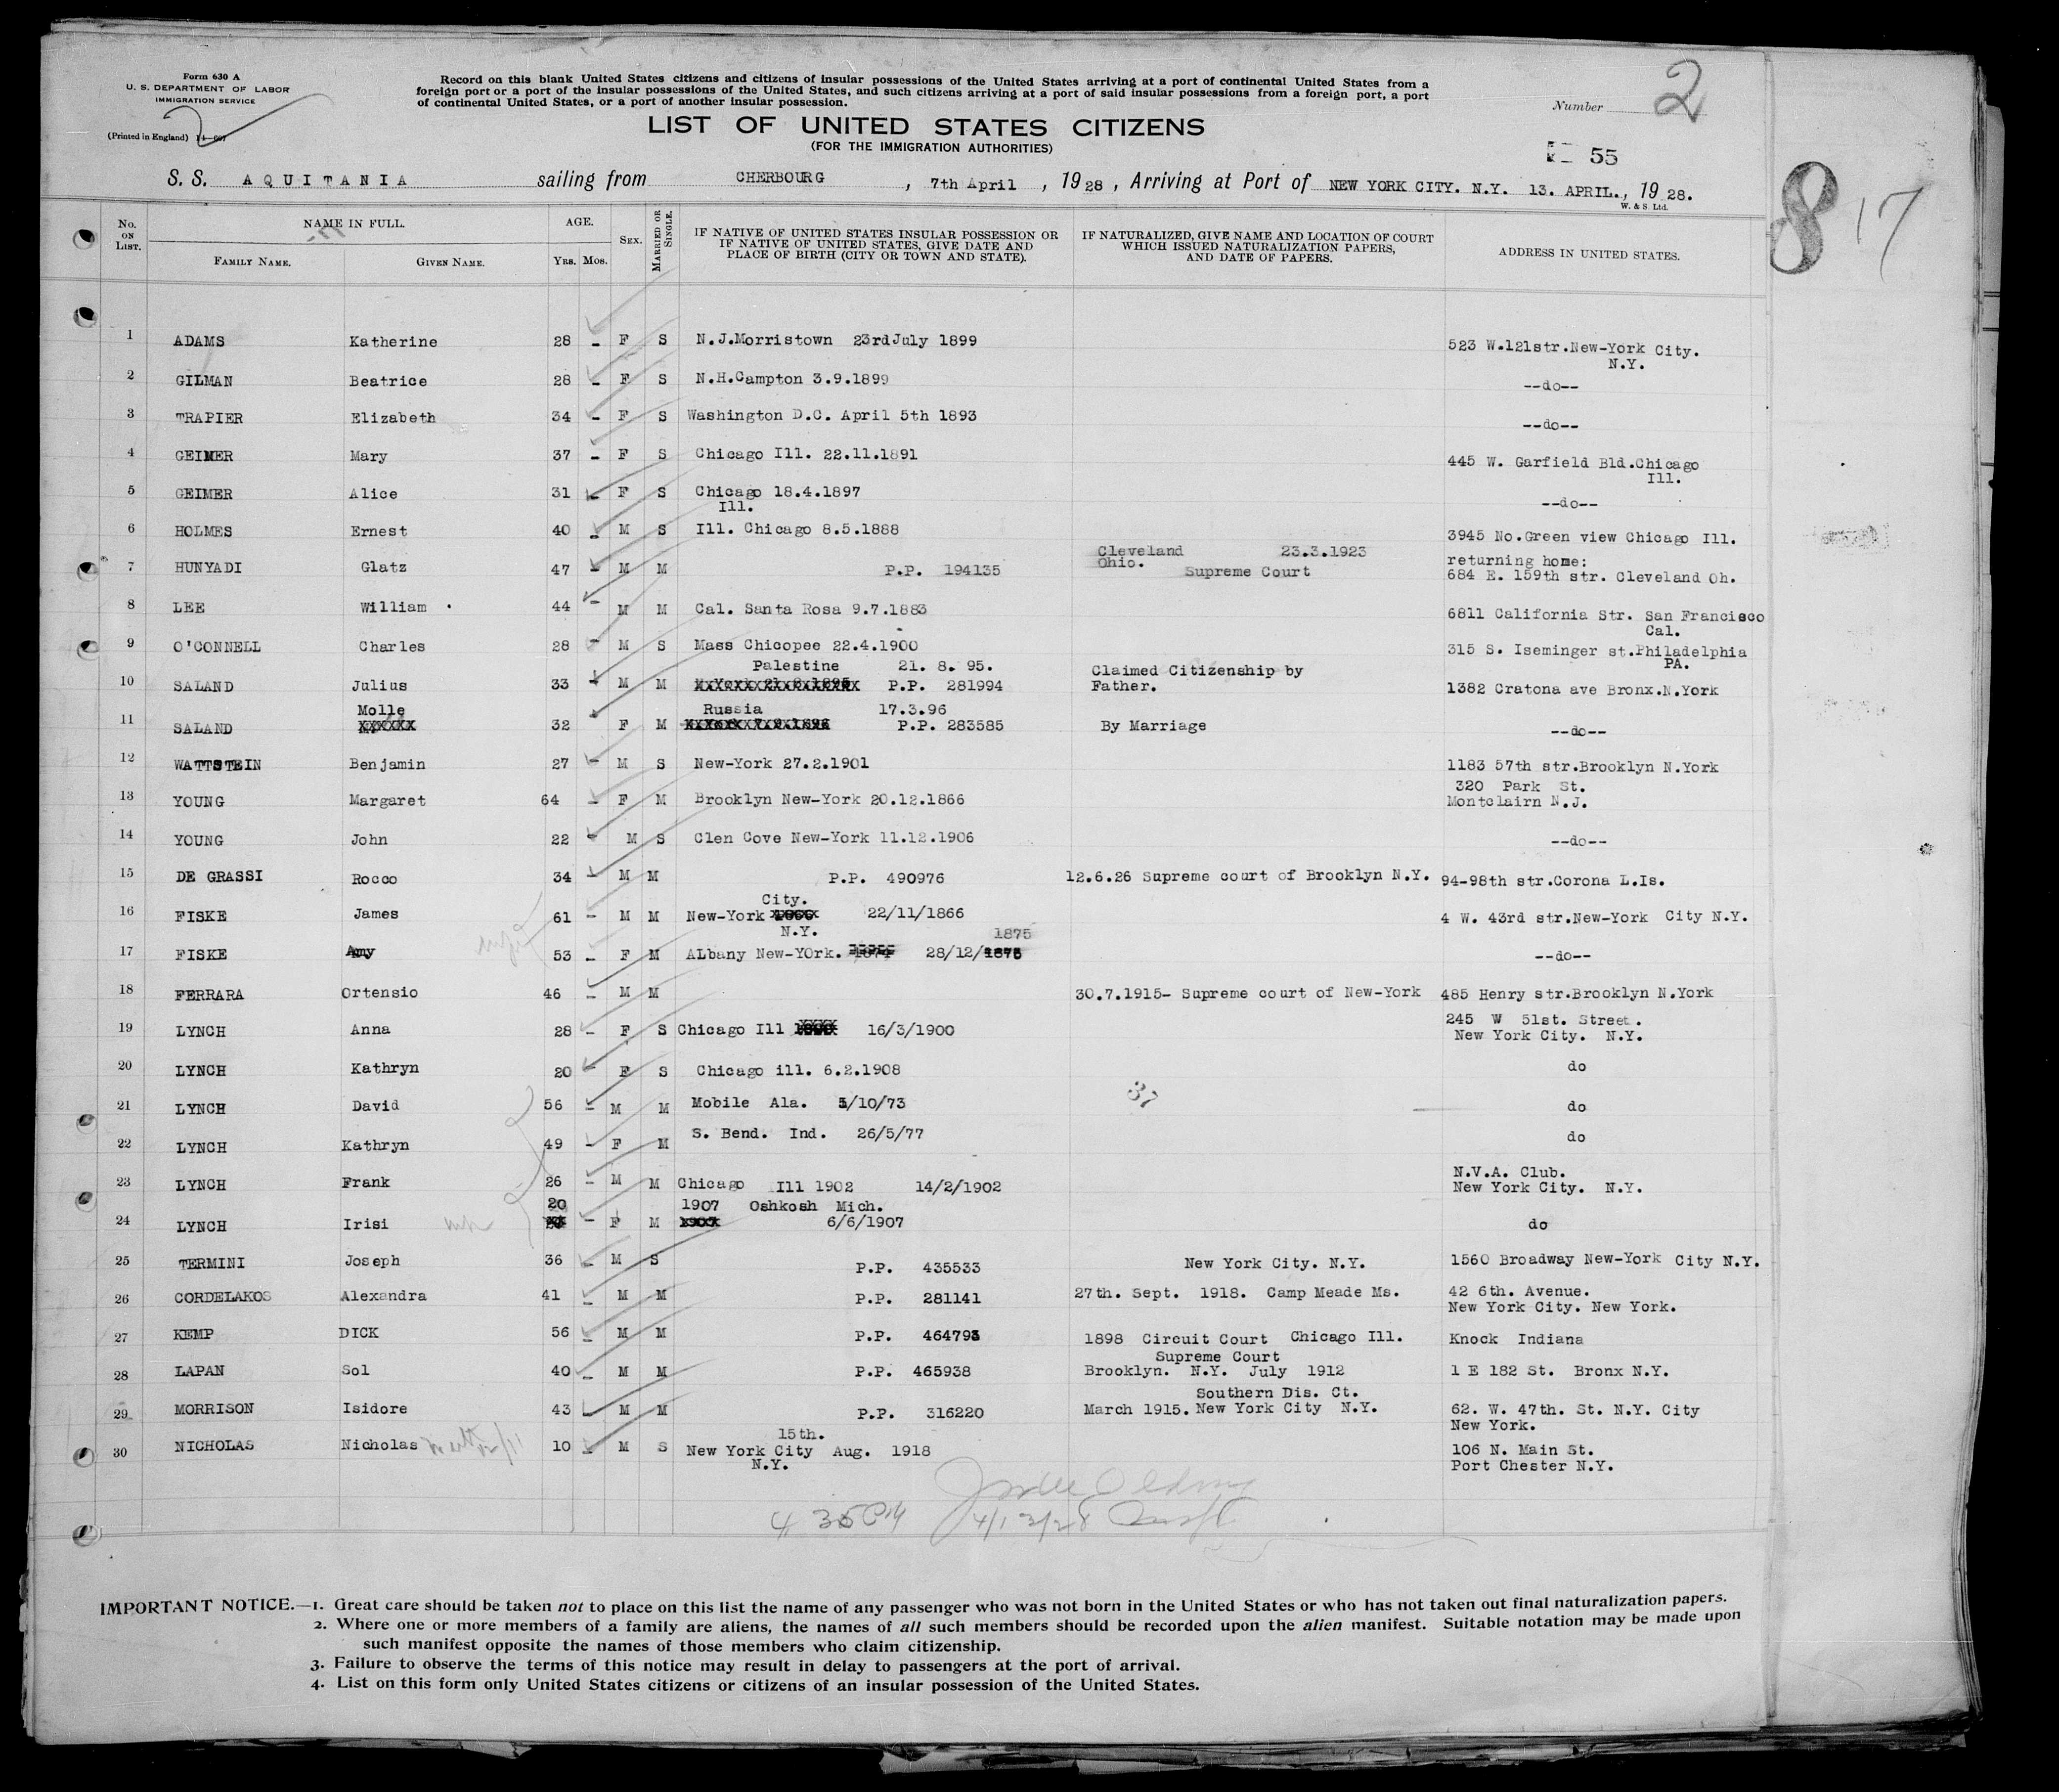 Form 630 A
U. S. DEPARTMENT OF LABOR
IMMIGRATION SERVICE
(Printed in England)
2
Record on this blank United States citizens and citizens of insular possessions of the United States arriving at a port of continental United States from a
foreign port or a port of the insular possessions of the United States, and such citizens arriving at a port of said insular possessions from a foreign port, a port
of continental United States, or a port of another insular possession.
Number 2
LIST OF UNITED STATES CITIZENS
(FOR THE IMMIGRATION AUTHORITIES)
55
S. S. AQUITANIA sailing from CHERBOURG, 7th April, 1928, Arriving at Port of NEW YORK CITY. N.Y. 13. APRIL., 1928.
W. & S. Ltd.
8 17
No. ON LIST. NAME IN FULL. AGE. SEX. MARRIED OR SINGLE. IF NATIVE OF UNITED STATES INSULAR POSSESSION OR IF NATIVE OF UNITED STATES, GIVE DATE AND PLACE OF BIRTH (CITY OR TOWN AND STATE). IF NATURALIZED, GIVE NAME AND LOCATION OF COURT WHICH ISSUED NATURALIZATION PAPERS, AND DATE OF PAPERS. ADDRESS IN UNITED STATES.
FAMILY NAME. GIVEN NAME. YRS. MOS.
1 ADAMS Katherine 28 - F S N.J.Morristown 23rdJuly 1899 523 W.121str.New-York City.
N.Y.
2 GILMAN Beatrice 28 - F S N.H.Campton 3.9.1899 --do--
3 TRAPIER Elizabeth 34 - F S Washington D.C. April 5th 1893 --do--
4 GEIMER Mary 37 - F S Chicago Ill. 22.11.1891 445 W. Garfield Bld.Chicago
Ill.
5 GEIMER Alice 31 - F S Chicago 18.4.1897 --do--
Ill.
6 HOLMES Ernest 40 - M S Ill. Chicago 8.5.1888 3945 No.Green view Chicago Ill.
Cleveland 23.3.1923 returning home:
Ohio. Supreme Court
7 HUNYADI Glatz 47 - M M P.P. 194135 684 E. 159th str. Cleveland Oh.
8 LEE William 44 - M M Cal. Santa Rosa 9.7.1883 6811 California Str. San Francisco
Cal.
9 O'CONNELL Charles 28 - M S Mass Chicopee 22.4.1900 315 S. Iseminger st.Philadelphia
PA.
Palestine 21. 8. 95. Claimed Citizenship by
10 SALAND Julius 33 - M M P.P. 281994 Father. 1382 Cratona ave Bronx.N.York
Molle Russia 17.3.96
11 SALAND 32 F M P.P. 283585 By Marriage --do--
12 WATTSTEIN Benjamin 27 - M S New-York 27.2.1901 1183 57th str.Brooklyn N.York
320 Park St.
13 YOUNG Margaret 64 - F M Brooklyn New-York 20.12.1866 Montclairn N.J.
14 YOUNG John 22 - M S Clen Cove New-York 11.12.1906 --do--
15 DE GRASSI Rocco 34 - M M P.P. 490976 12.6.26 Supreme court of Brooklyn N.Y. 94-98th str.Corona L.Is.
City.
16 FISKE James 61 - M M New-York 22/11/1866 4 W. 43rd str.New-York City N.Y.
N.Y. 1875
17 FISKE Amy 53 - F M ALbany New-YOrk. 28/12/ --do--
18 FERRARA Ortensio 46 - M M 30.7.1915- Supreme court of New-York 485 Henry str.Brooklyn N.York
245 W 51st. Street.
19 LYNCH Anna 28 - F S Chicago Ill 16/3/1900 New York City. N.Y.
20 LYNCH Kathryn 20 - F S Chicago ill. 6.2.1908 do
37
21 LYNCH David 56 - M M Mobile Ala. 3/10/73 do
22 LYNCH Kathryn 49 - F M S. Bend. Ind. 26/5/77 do
N.V.A. Club.
23 LYNCH Frank 26 - M M Chicago Ill 1902 14/2/1902 New York City. N.Y.
20 1907 Oshkosh Mich.
24 LYNCH Irisi - F M 6/6/1907 do
25 TERMINI Joseph 36 - M S P.P. 435533 New York City. N.Y. 1560 Broadway New-York City N.Y.
26 CORDELAKOS Alexandra 41 - M M P.P. 281141 27th. Sept. 1918. Camp Meade Ms. 42 6th. Avenue.
New York City. New York.
27 KEMP DICK 56 - M M P.P. 464793 1898 Circuit Court Chicago Ill. Knock Indiana
Supreme Court
28 LAPAN Sol 40 - M M P.P. 465938 Brooklyn. N.Y. July 1912 1 E 182 St. Bronx N.Y.
Southern Dis. Ct.
29 MORRISON Isidore 43 - M M P.P. 316220 March 1915. New York City N.Y. 62. W. 47th. St. N.Y. City
New York.
15th.
30 NICHOLAS Nicholas 10 - M S New York City Aug. 1918 106 N. Main St.
N.Y. Port Chester N.Y.
4 35 PM 4/13/28
IMPORTANT NOTICE.—1. Great care should be taken not to place on this list the name of any passenger who was not born in the United States or who has not taken out final naturalization papers.
2. Where one or more members of a family are aliens, the names of all such members should be recorded upon the alien manifest. Suitable notation may be made upon
such manifest opposite the names of those members who claim citizenship.
3. Failure to observe the terms of this notice may result in delay to passengers at the port of arrival.
4. List on this form only United States citizens or citizens of an insular possession of the United States.